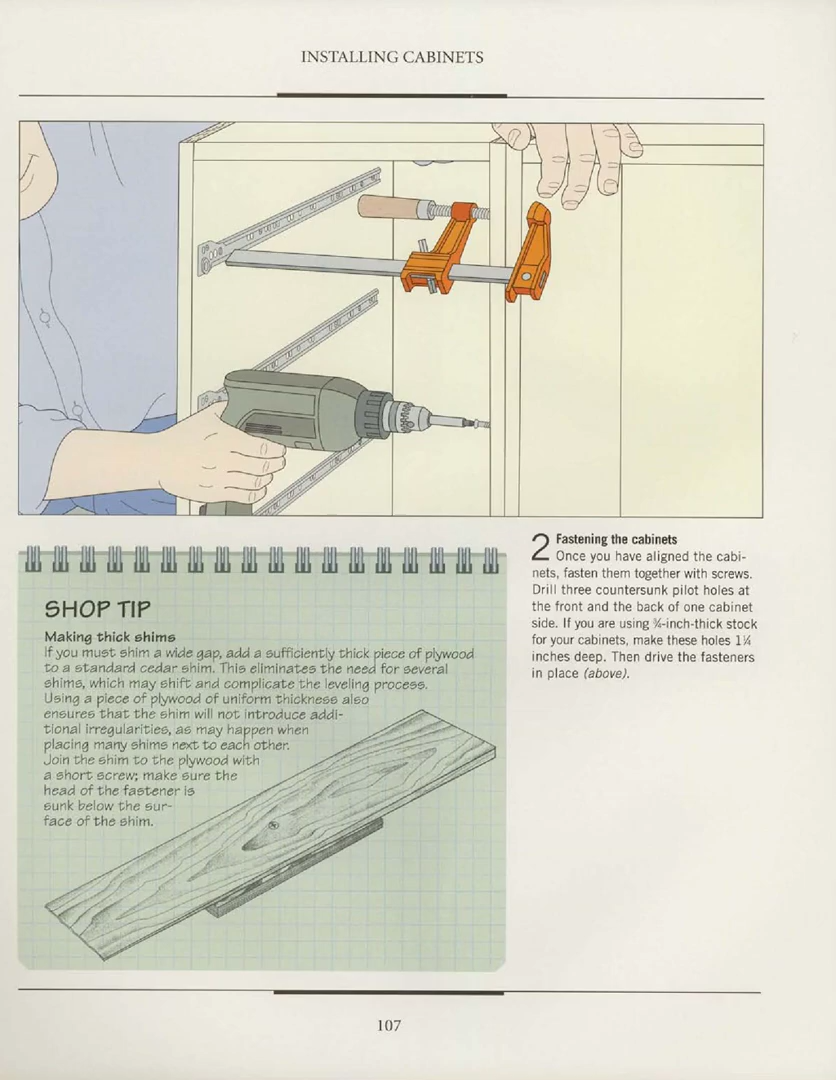 INSTALLING CABINETS
2 Fastening the cabinets
Once you have aligned the cabi-
nets, fasten them together with screws.
Drill three countersunk pilot holes at
the front and the back of one cabinet
side. If you are using ¾-inch-thick stock
for your cabinets, make these holes 1¼
inches deep. Then drive the fasteners
in place (above).
SHOP TIP
Making thick shims
If you must shim a wide gap, add a sufficiently thick piece of plywood
to a standard cedar shim. This eliminates the need for several
shims, which may shift and complicate the leveling process.
Using a piece of plywood of uniform thickness also
ensures that the shim will not introduce addi-
tional irregularities, as may happen when
placing many shims next to each other.
Join the shim to the plywood with
a short screw; make sure the
head of the fastener is
sunk below the sur-
face of the shim.
107